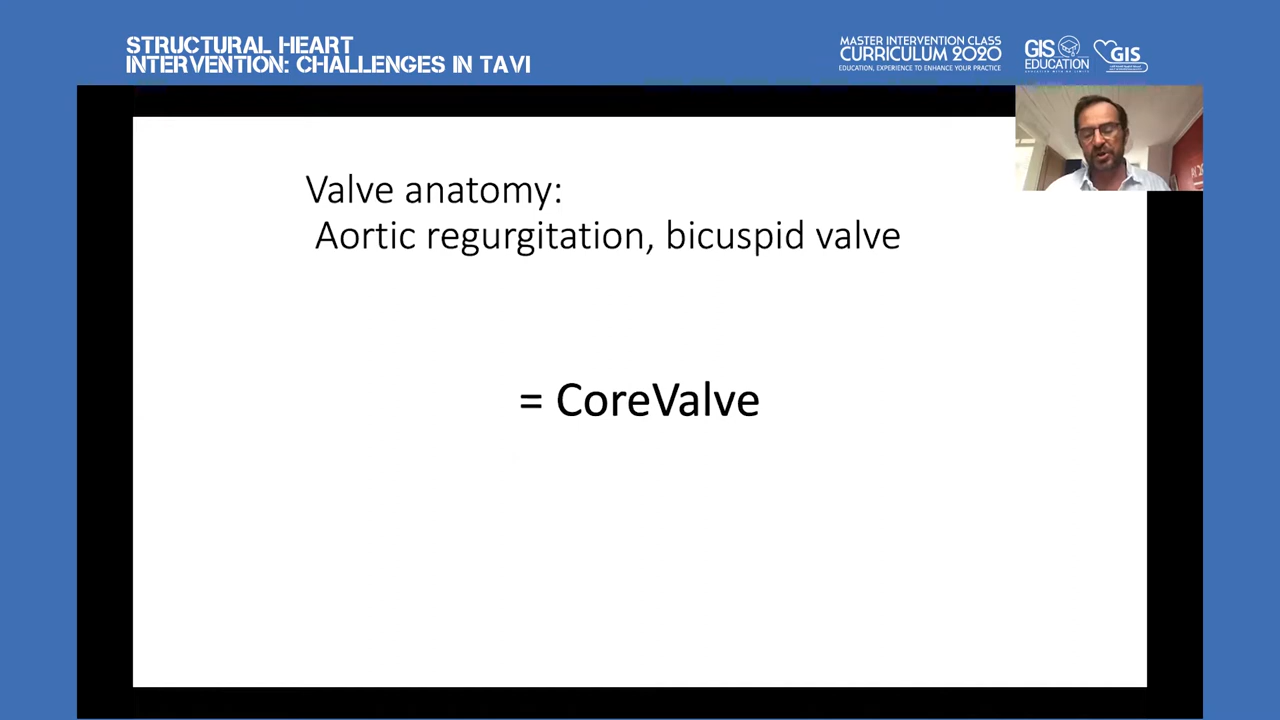 STRUCTURAL HEART
INTERVENTION: CHALLENGES IN TAVI
MASTER INTERVENTION CLASS
CURRICULUM 2020
EDUCATION, EXPERIENCE TO ENHANCE YOUR PRACTICE
GIS
EDUCATION
GIS
Valve anatomy:
Aortic regurgitation, bicuspid valve
= CoreValve